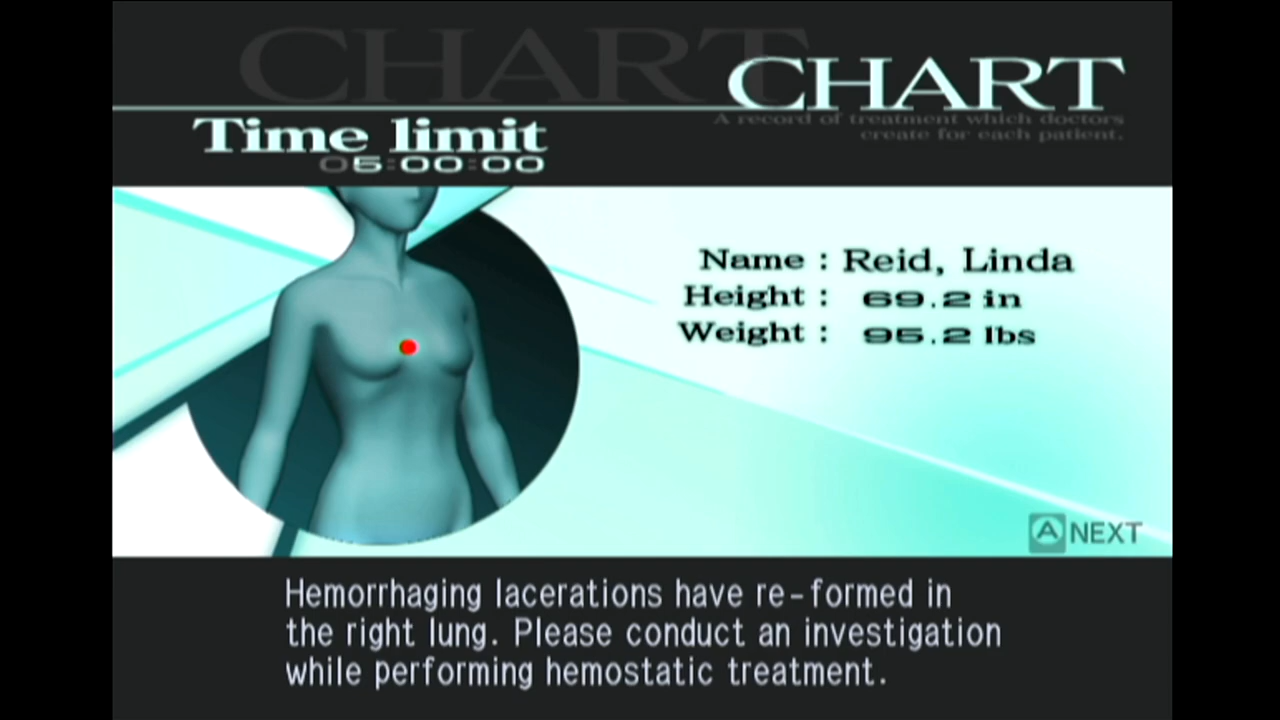 CHART
CHART
A record of treatment which doctors
create for each patient.
Time limit
05:00:00
Name : Reid, Linda
Height : 69.2 in
Weight : 95.2 lbs
A NEXT
Hemorrhaging lacerations have re-formed in
the right lung. Please conduct an investigation
while performing hemostatic treatment.